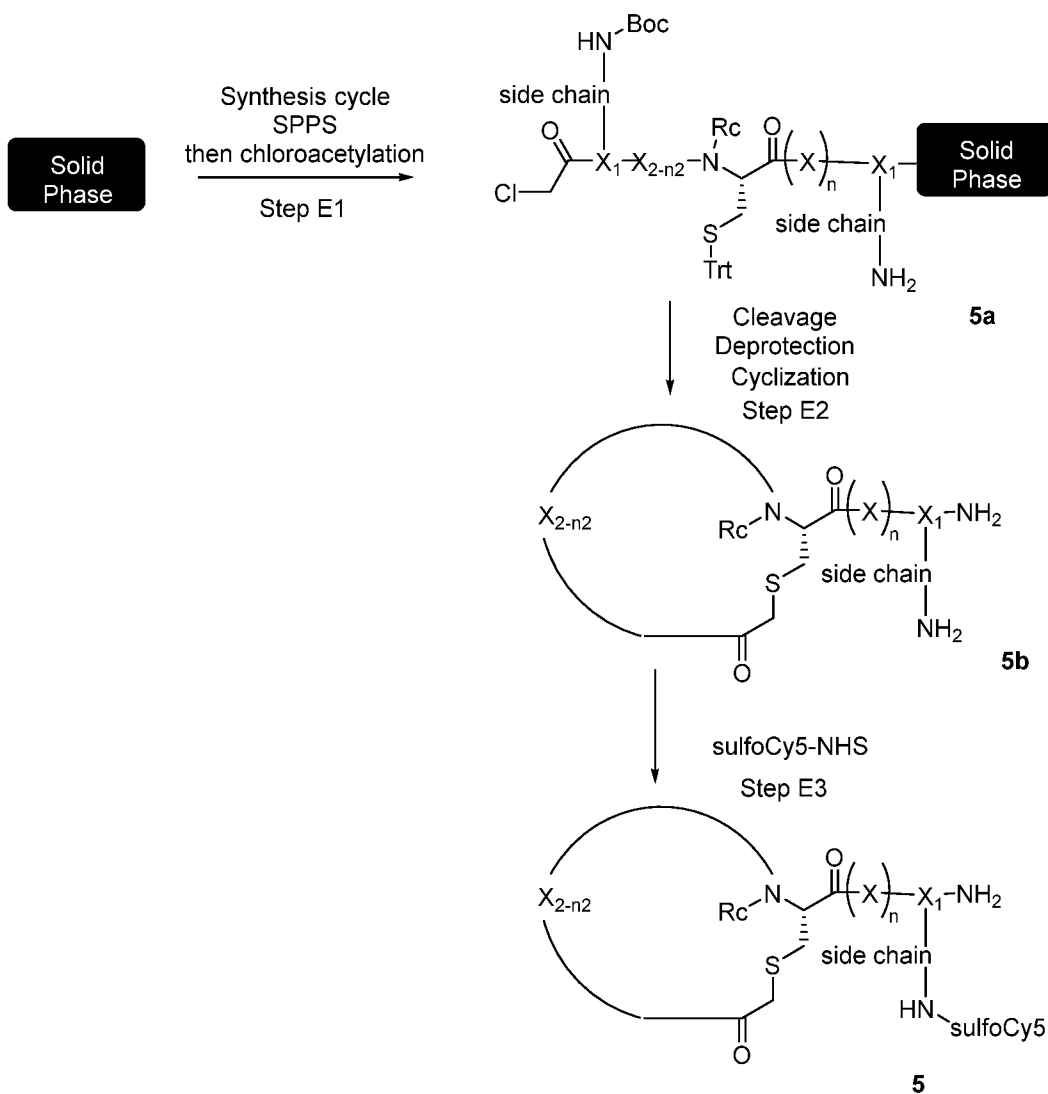 Solid
Phase
Synthesis cycle
SPPS
then chloroacetylation
Step E1
HN
Boc
side chain
O
Cl
X1
X2-n2
N
Rc
O
(X)n
X1
Solid
Phase
S
Trt
side chain
NH2
5a
Cleavage
Deprotection
Cyclization
Step E2
X2-n2
Rc
N
O
(X)n
X1
NH2
S
side chain
NH2
O
5b
sulfoCy5-NHS
Step E3
X2-n2
Rc
N
O
(X)n
X1
NH2
S
side chain
HN
sulfoCy5
O
5